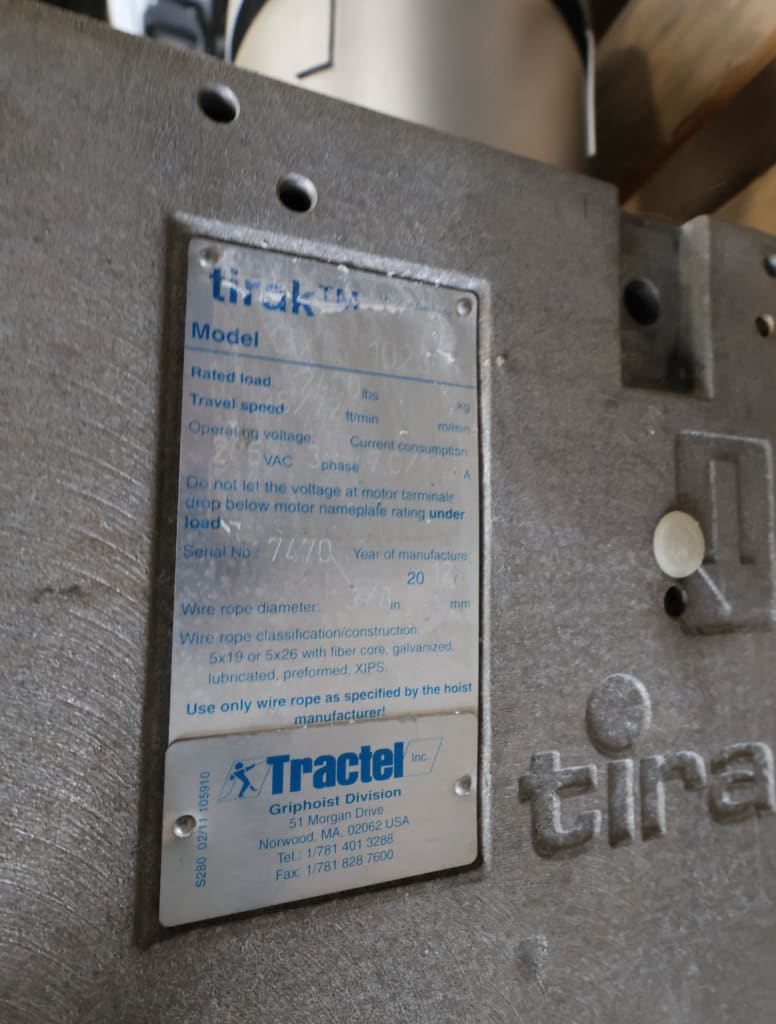 tirak™
Model
Rated load lbs kg
Travel speed ft/min m/min
Operating voltage: Current consumption:
VAC phase A
Do not let the voltage at motor tarminale
drop below motor nameplate rating under
load
Serial No.: 7470 Year of manufacture:
20
Wire rope diameter: 3/8 in. mm
Wire rope classification/construction:
5x19 or 5x26 with fiber core, galvanized,
lubricated, preformed, XIPS.
Use only wire rope as specified by the hoist
manufacturer!
Tractel Inc.
Griphoist Division
51 Morgan Drive
Norwood, MA, 02062 USA
Tel.: 1/781 401 3288
Fax: 1/781 828 7600
S280 02/11 105910
tira